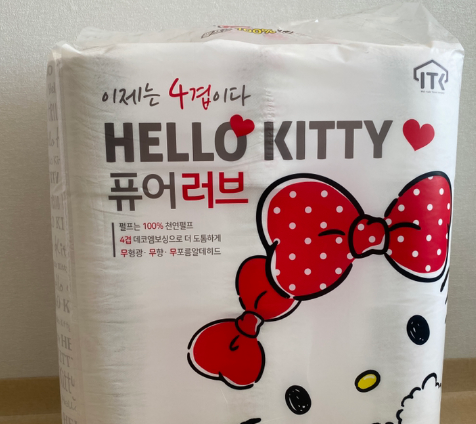 이제는 4겹이다
ITC
HELLO KITTY
퓨어러브
펄프는 100% 천연펄프
4겹 데코엠보싱으로 더 도톰하게
무형광 · 무향 · 무포름알데하드